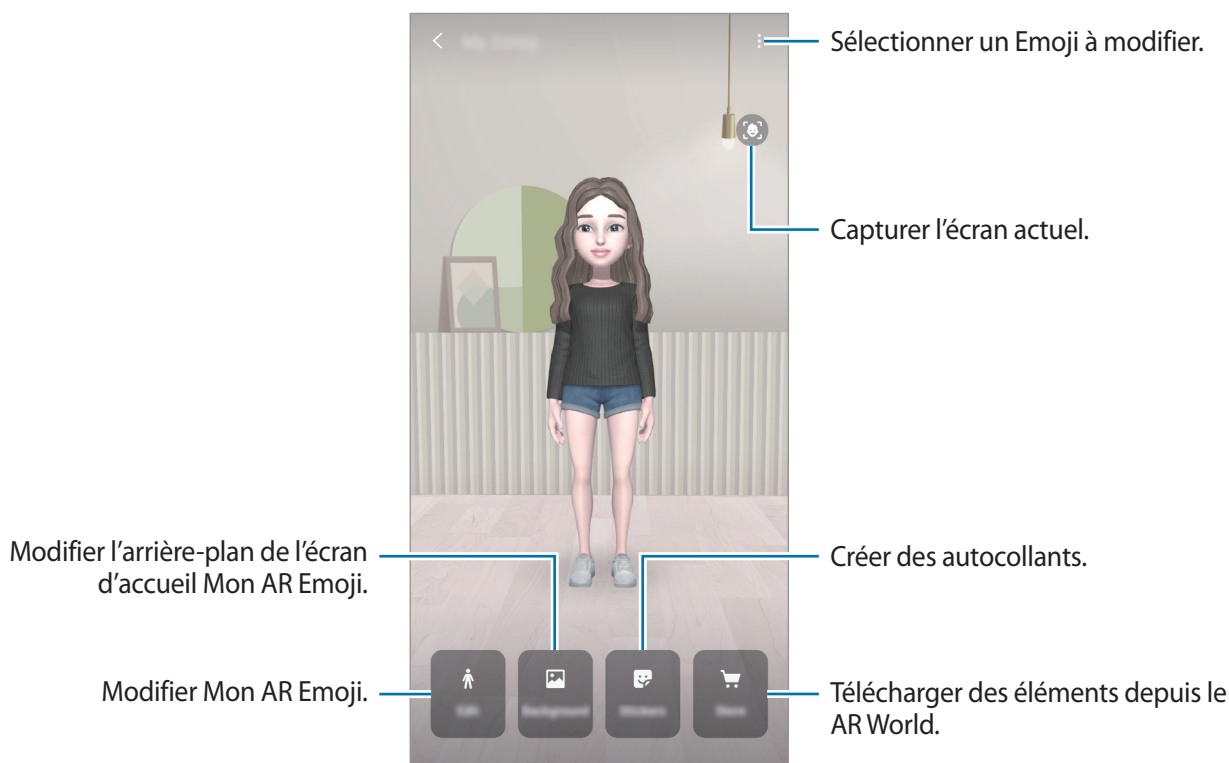 Sélectionner un Emoji à modifier.
Capturer l’écran actuel.
Modifier l’arrière-plan de l’écran
d’accueil Mon AR Emoji.
Créer des autocollants.
Modifier Mon AR Emoji.
Télécharger des éléments depuis le
AR World.